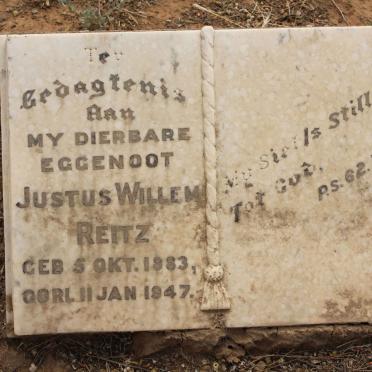 Ter
Gedagtenis
Aan
MY DIERBARE
EGGENOOT
JUSTUS WILLEM
REITZ
GEB 5 OKT. 1883,
OORL 11 JAN 1947.
My Siel Is Still
Tot God.
P.S. 62.